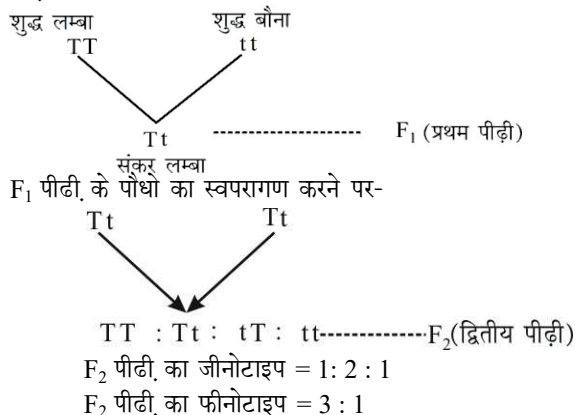 शुद्ध लम्बा शुद्ध बौना
TT tt
Tt ------------------- F₁ (प्रथम पीढ़ी)
संकर लम्बा
F₁ पीढी. के पौधो का स्वपरागण करने पर-
Tt Tt
TT : Tt : tT : tt-------------F₂(द्वितीय पीढ़ी)
F₂ पीढी. का जीनोटाइप = 1: 2 : 1
F₂ पीढी. का फीनोटाइप = 3 : 1